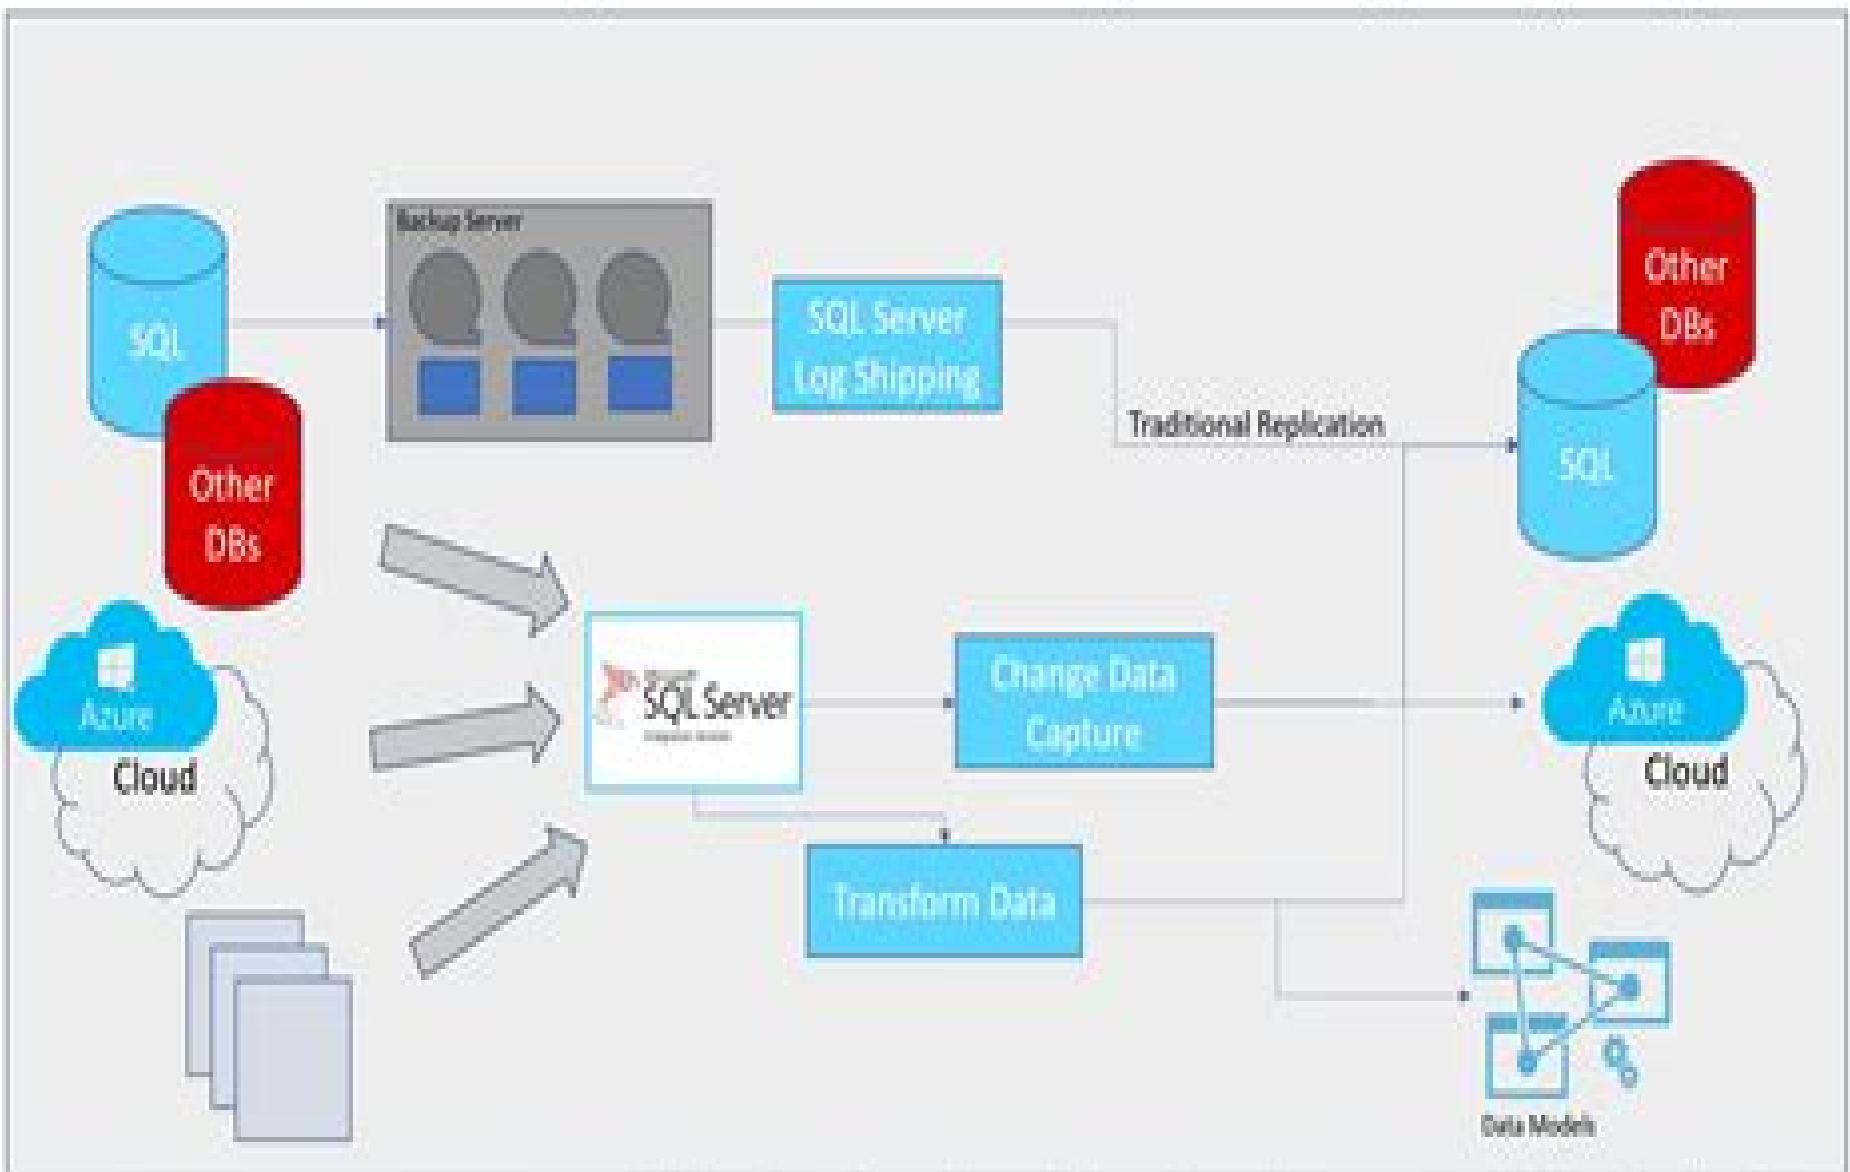 Backup Server
SQL
SQL Server
Log Shipping
Other
DBs
Traditional Replication
Other
DBs
SQL
Azure
Cloud
Microsoft
SQL Server
Change Data
Capture
Azure
Cloud
Transform Data
Data Models